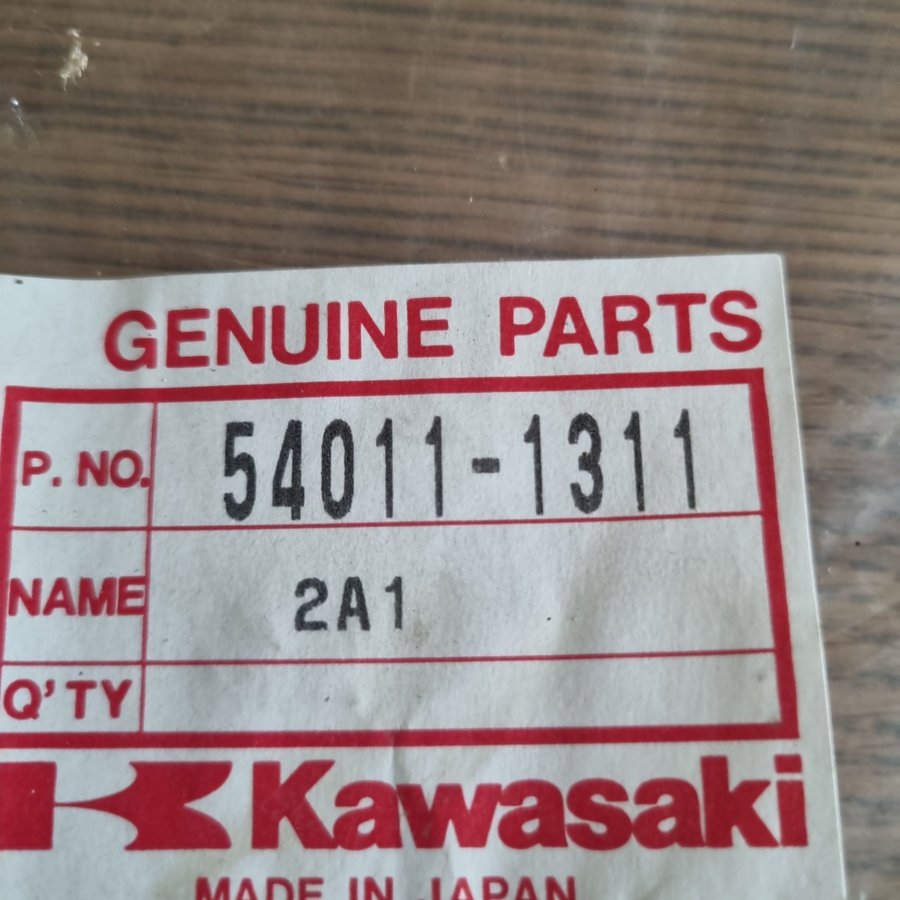 GENUINE PARTS
P. NO. 54011-1311
NAME 2A1
Q'TY
Kawasaki
MADE IN JAPAN